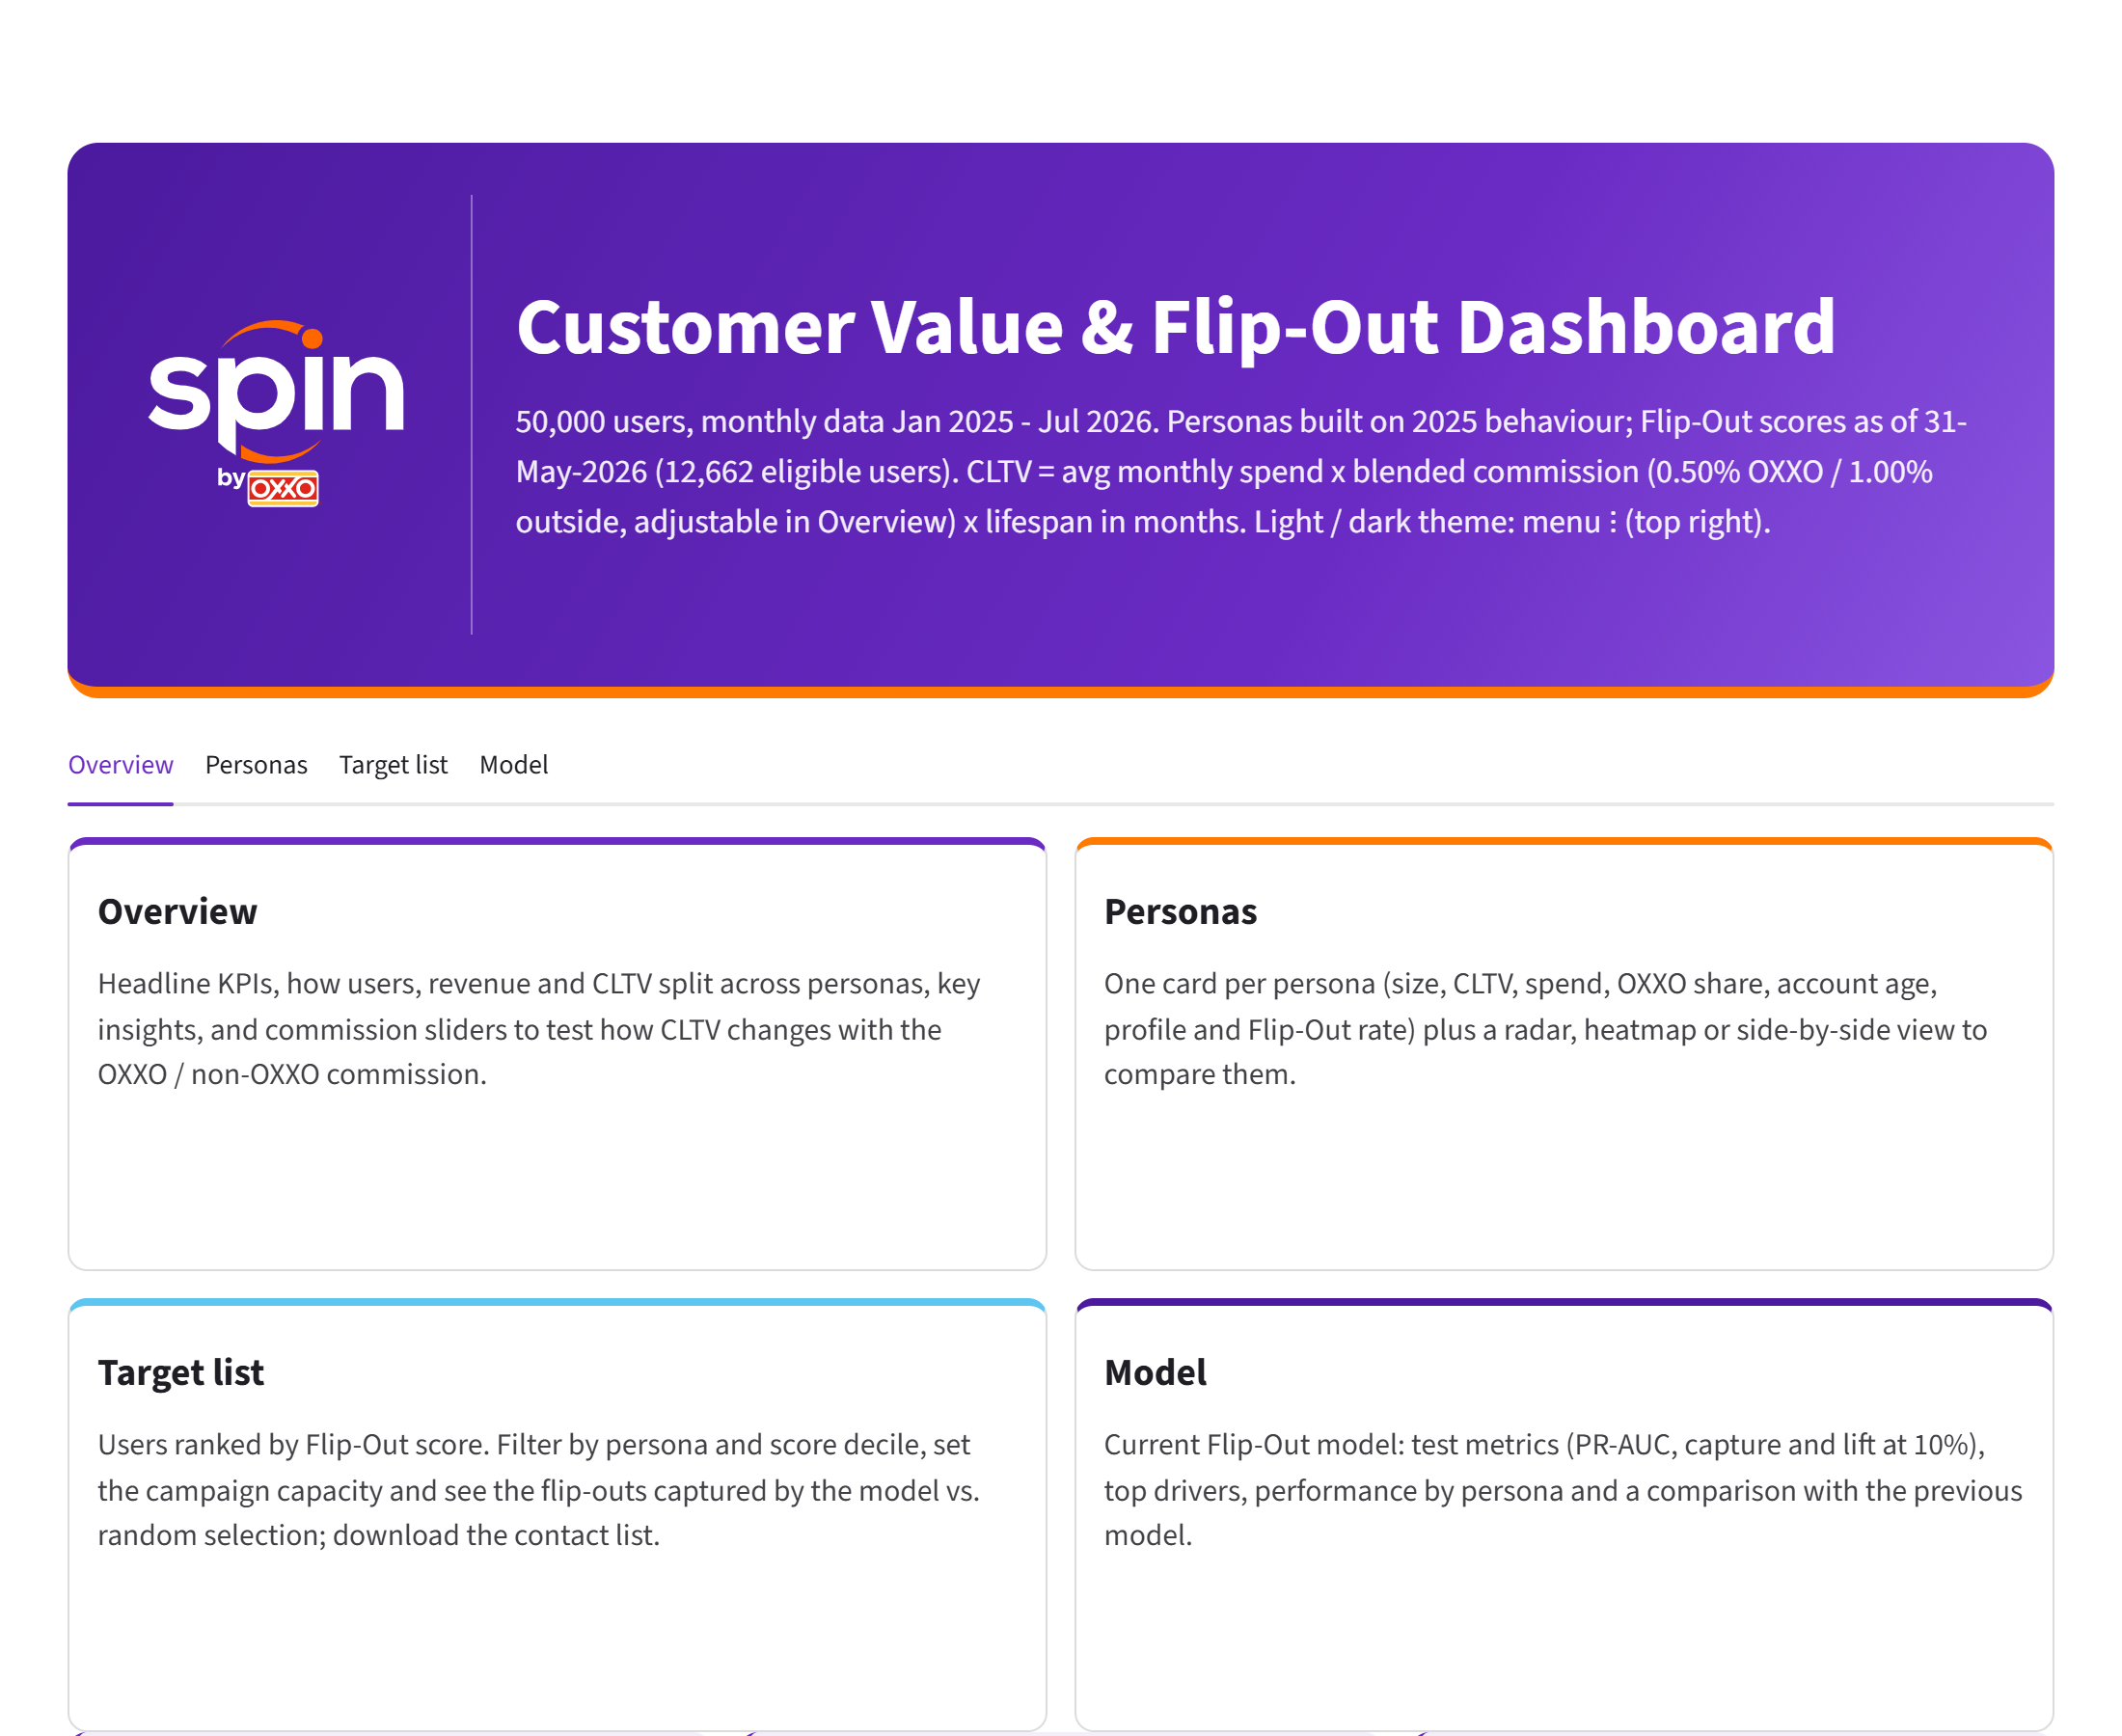 spin
by OXXO
Customer Value & Flip-Out Dashboard
50,000 users, monthly data Jan 2025 - Jul 2026. Personas built on 2025 behaviour; Flip-Out scores as of 31-
May-2026 (12,662 eligible users). CLTV = avg monthly spend x blended commission (0.50% OXXO / 1.00%
outside, adjustable in Overview) x lifespan in months. Light / dark theme: menu ⋮ (top right).
Overview Personas Target list Model
Overview
Headline KPIs, how users, revenue and CLTV split across personas, key
insights, and commission sliders to test how CLTV changes with the
OXXO / non-OXXO commission.
Personas
One card per persona (size, CLTV, spend, OXXO share, account age,
profile and Flip-Out rate) plus a radar, heatmap or side-by-side view to
compare them.
Target list
Users ranked by Flip-Out score. Filter by persona and score decile, set
the campaign capacity and see the flip-outs captured by the model vs.
random selection; download the contact list.
Model
Current Flip-Out model: test metrics (PR-AUC, capture and lift at 10%),
top drivers, performance by persona and a comparison with the previous
model.